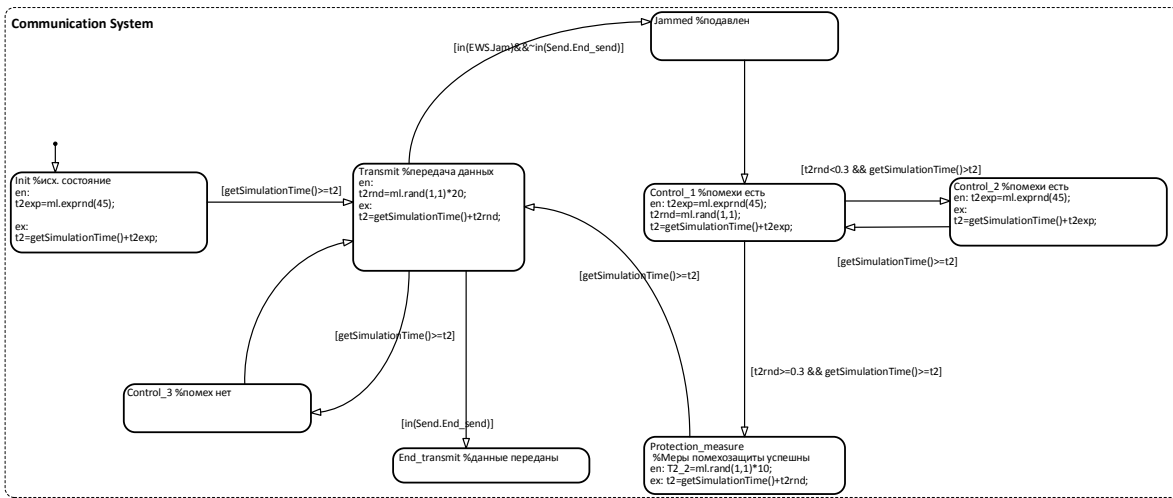 Communication System
Jammed %подавлен
[in(EWS.Jam)&&~in(Send.End_send)]
Init %исх. состояние
en:
t2exp=ml.exprnd(45);
ex:
t2=getSimulationTime()+t2exp;
[getSimulationTime()>=t2]
Transmit %передача данных
en:
t2rnd=ml.rand(1,1)*20;
ex:
t2=getSimulationTime()+t2rnd;
[t2rnd<0.3 && getSimulationTime()>t2]
Control_1 %помехи есть
en: t2exp=ml.exprnd(45);
t2rnd=ml.rand(1,1);
t2=getSimulationTime()+t2exp;
Control_2 %помехи есть
en: t2exp=ml.exprnd(45);
ex:
t2=getSimulationTime()+t2exp;
[getSimulationTime()>=t2]
[getSimulationTime()>=t2]
[getSimulationTime()>=t2]
[t2rnd>=0.3 && getSimulationTime()>=t2]
Control_3 %помех нет
[in(Send.End_send)]
End_transmit %данные переданы
Protection_measure
%Меры помехозащиты успешны
en: T2_2=ml.rand(1,1)*10;
ex: t2=getSimulationTime()+t2rnd;